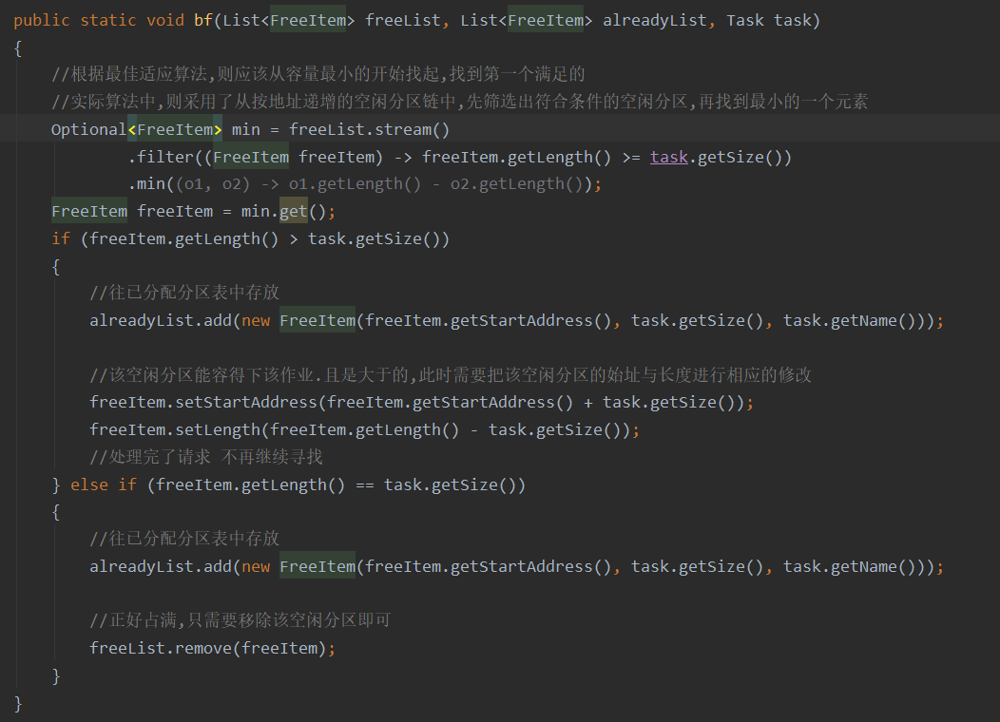 public static void bf(List<FreeItem> freeList, List<FreeItem> alreadyList, Task task)
{
//根据最佳适应算法,则应该从容量最小的开始找起,找到第一个满足的
//实际算法中,则采用了从按地址递增的空闲分区链中,先筛选出符合条件的空闲分区,再找到最小的一个元素
Optional<FreeItem> min = freeList.stream()
.filter((FreeItem freeItem) -> freeItem.getLength() >= task.getSize())
.min((o1, o2) -> o1.getLength() - o2.getLength());
FreeItem freeItem = min.get();
if (freeItem.getLength() > task.getSize())
{
//往已分配分区表中存放
alreadyList.add(new FreeItem(freeItem.getStartAddress(), task.getSize(), task.getName()));
//该空闲分区能容得下该作业.且是大于的,此时需要把该空闲分区的始址与长度进行相应的修改
freeItem.setStartAddress(freeItem.getStartAddress() + task.getSize());
freeItem.setLength(freeItem.getLength() - task.getSize());
//处理完了请求 不再继续寻找
} else if (freeItem.getLength() == task.getSize())
{
//往已分配分区表中存放
alreadyList.add(new FreeItem(freeItem.getStartAddress(), task.getSize(), task.getName()));
//正好占满,只需要移除该空闲分区即可
freeList.remove(freeItem);
}
}